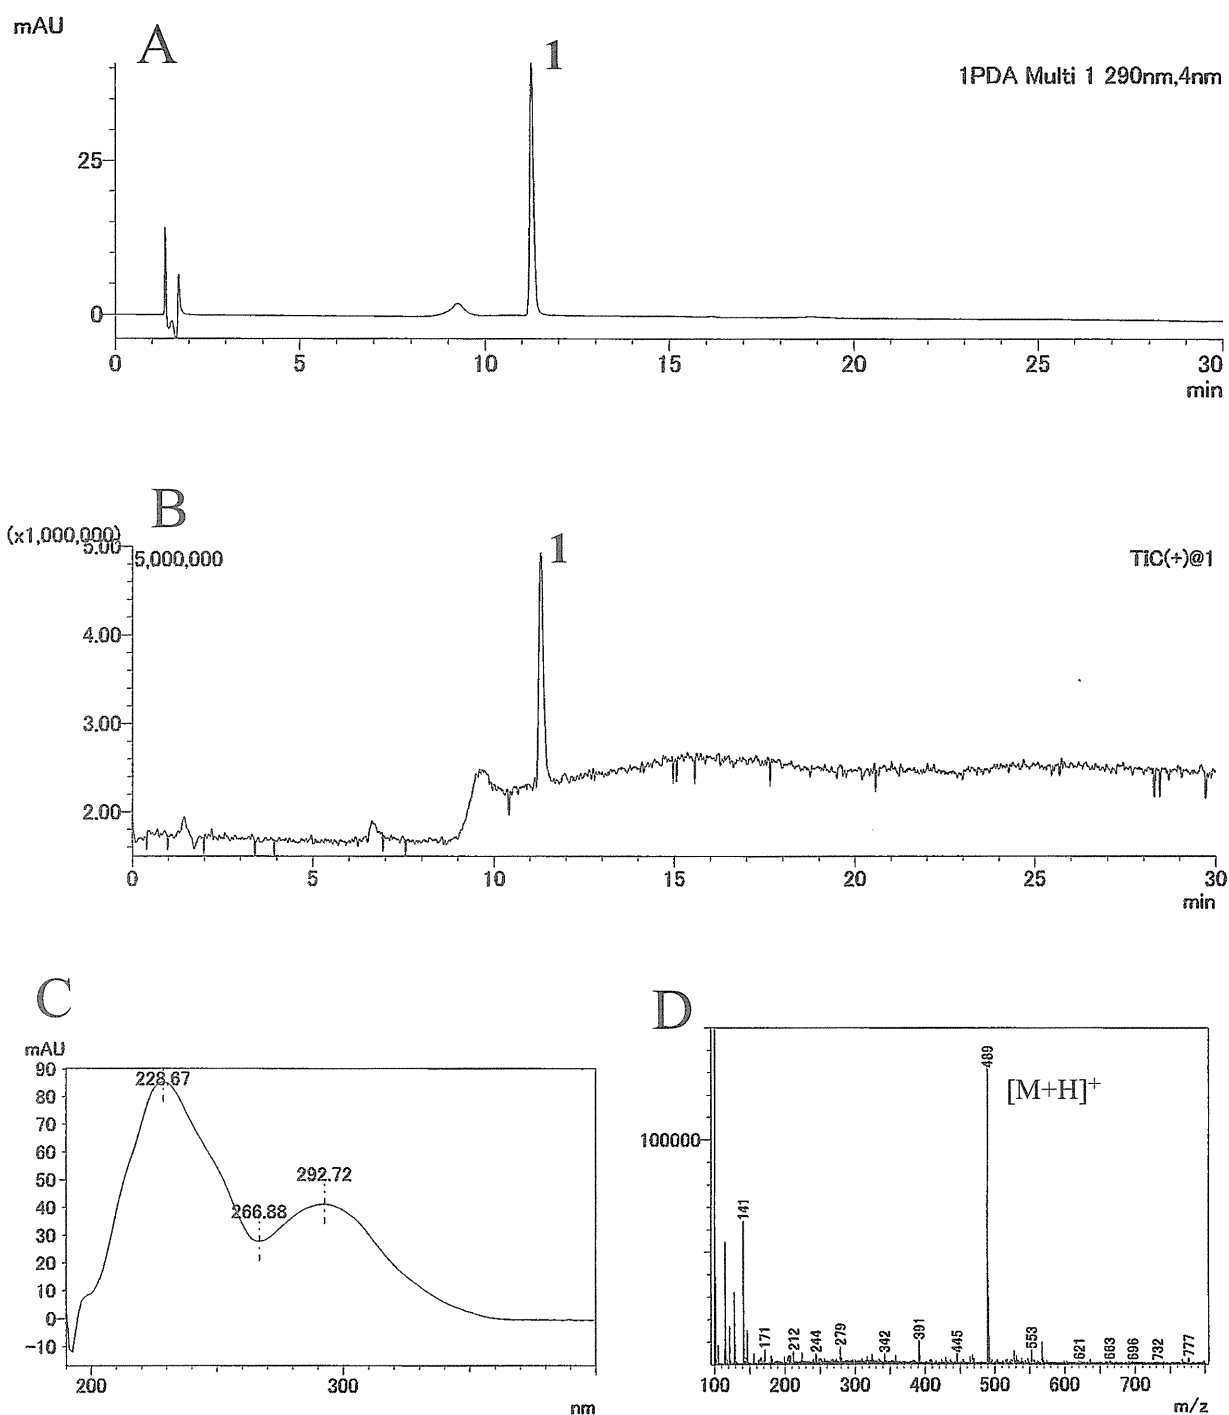 mAU
A
1
1PDA Multi 1 290nm,4nm
25
0
0 5 10 15 20 25 30
min
B
(x1,000,000)
5.00
5,000,000
1
TIC(+)@1
4.00
3.00
2.00
0 5 10 15 20 25 30
min
C
mAU
90
80
70
60
50
40
30
20
10
0
-10
228.67
292.72
266.88
200 300
nm
D
489
[M+H]+
100000
141
171 212 244 279 342 391 445 553 621 663 696 732 777
100 200 300 400 500 600 700
m/z